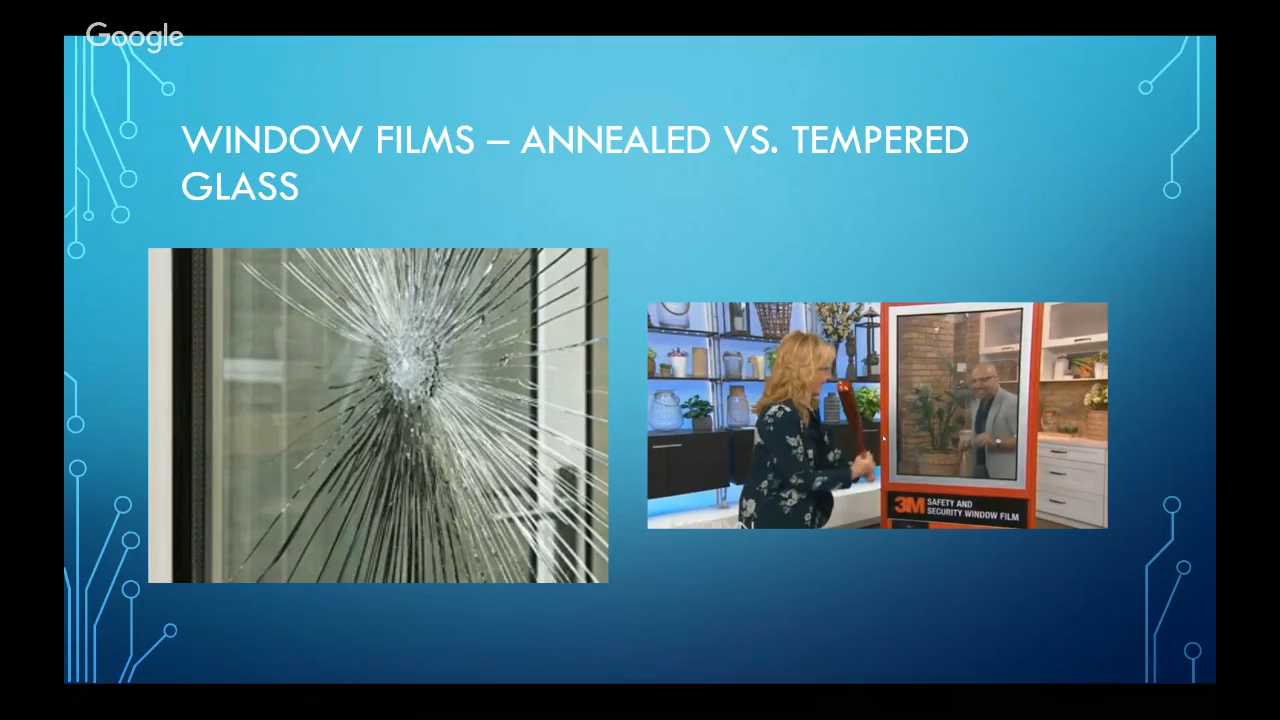 Google
WINDOW FILMS – ANNEALED VS. TEMPERED
GLASS
3M SAFETY AND
SECURITY WINDOW FILM